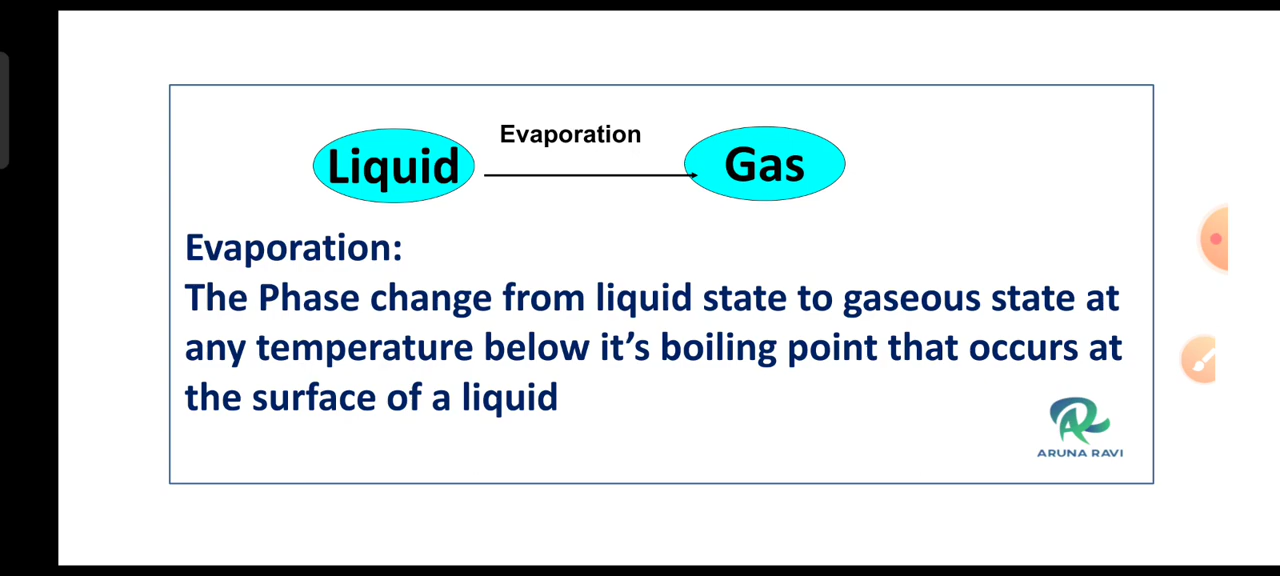 Evaporation
Liquid
Gas
Evaporation:
The Phase change from liquid state to gaseous state at
any temperature below it’s boiling point that occurs at
the surface of a liquid
ARUNA RAVI